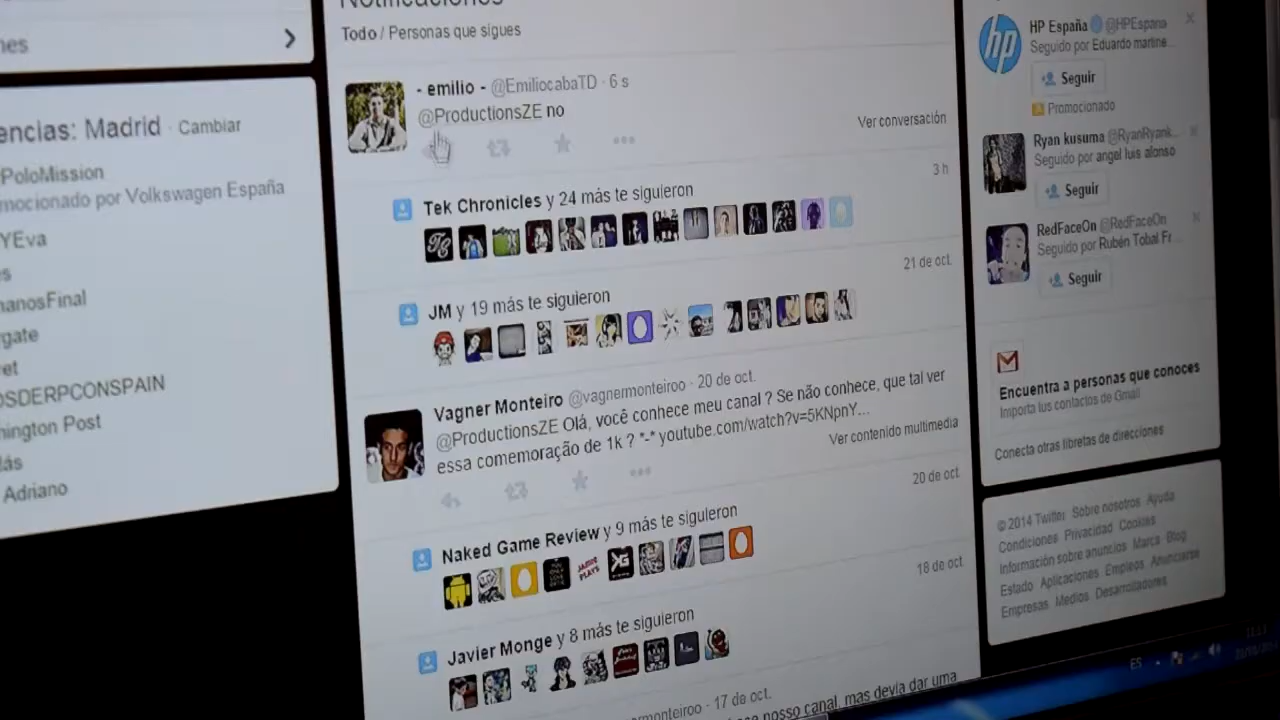 Notificaciones
Todo / Personas que sigues
nes
encias: Madrid · Cambiar
PoloMission
mocionado por Volkswagen España
YEva
s
nanosFinal
rgate
ret
OSDERPCONSPAIN
hington Post
lás
Adriano
- emilio - @EmiliocabaTD · 6 s
@ProductionsZE no
Ver conversación
3 h
Tek Chronicles y 24 más te siguieron
21 de oct.
JM y 19 más te siguieron
Vagner Monteiro @vagnermonteiroo · 20 de oct.
@ProductionsZE Olá, você conhece meu canal ? Se não conhece, que tal ver
essa comemoração de 1k ? *-* youtube.com/watch?v=5KNpnY...
Ver contenido multimedia
20 de oct.
Naked Game Review y 9 más te siguieron
18 de oct.
Javier Monge y 8 más te siguieron
rmonteiroo · 17 de oct.
nosso canal, mas devia dar uma
hp
HP España @HPEspana
Seguido por Eduardo martine...
Seguir
Promocionado
Ryan kusuma @RyanRyank...
Seguido por angel luis alonso
Seguir
RedFaceOn @RedFaceOn
Seguido por Rubén Tobal Fr...
Seguir
Encuentra a personas que conoces
Importa tus contactos de Gmail
Conecta otras libretas de direcciones
© 2014 Twitter Sobre nosotros Ayuda
Condiciones Privacidad Cookies
Información sobre anuncios Marca Blog
Estado Aplicaciones Empleos Anunciarse
Empresas Medios Desarrolladores
ES